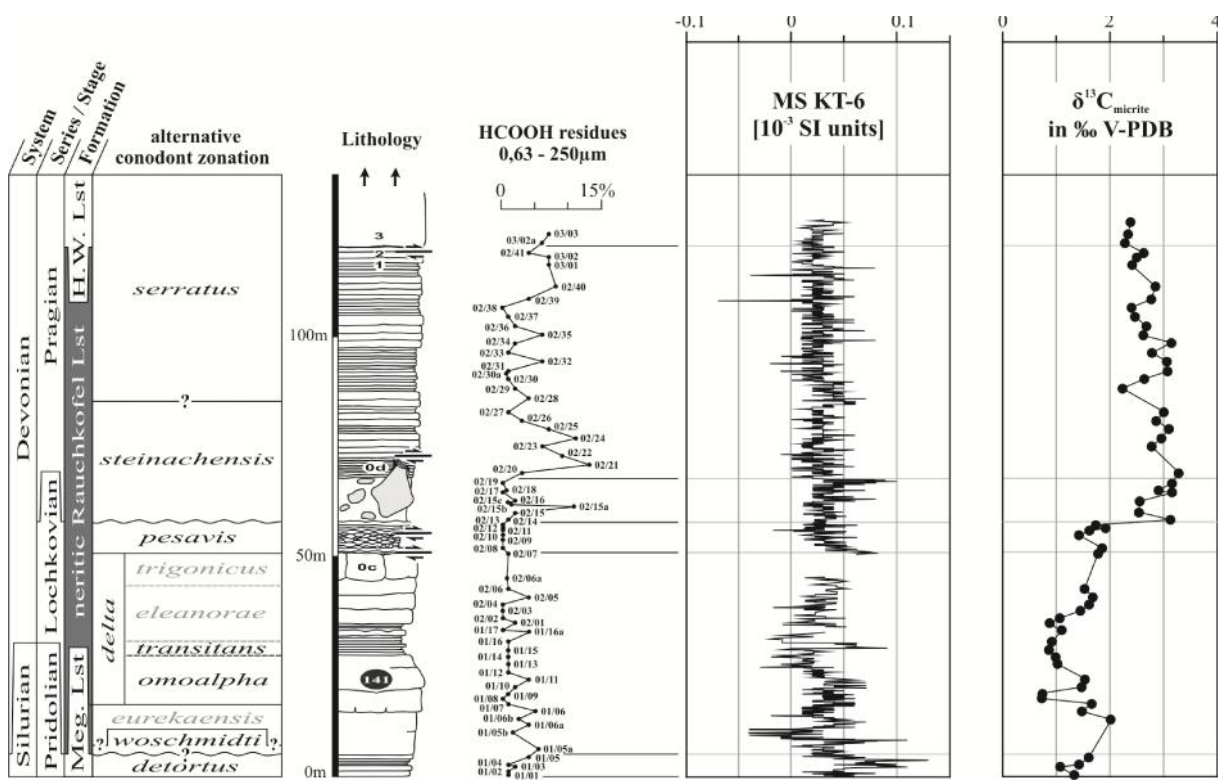 -0.1 0 0.1
0 2 4
System
Series / Stage
Formation
alternative
conodont zonation
Lithology
HCOOH residues
0,63 - 250µm
0 15%
MS KT-6
[10⁻³ SI units]
δ¹³C micrite
in ‰ V-PDB
Devonian
Silurian
Pragian
Lochkovian
Pridolian
H.W. Lst
neritic Rauchkofel Lst
Meg. Lst
serratus
?
steinachensis
pesavis
delta
trigonicus
eleanorae
transitans
omoalpha
eurekaensis
? woschmidti ?
?
detortus
100m
50m
0m
3
2
1
0d
0c
141
03/03
03/02a
02/41
03/02
03/01
02/40
02/39
02/38
02/37
02/36
02/35
02/34
02/33
02/32
02/31
02/30a
02/30
02/29
02/28
02/27
02/26
02/25
02/24
02/23
02/22
02/21
02/20
02/19
02/18
02/17
02/16
02/15c
02/15a
02/15b
02/15
02/14
02/13
02/12
02/11
02/10
02/09
02/08
02/07
02/06a
02/06
02/05
02/04
02/03
02/02
02/01
01/17
01/16a
01/16
01/15
01/14
01/13
01/12
01/11
01/10
01/09
01/08
01/07
01/06
01/06b
01/06a
01/05b
01/05a
01/05
01/04
01/03
01/02
01/01